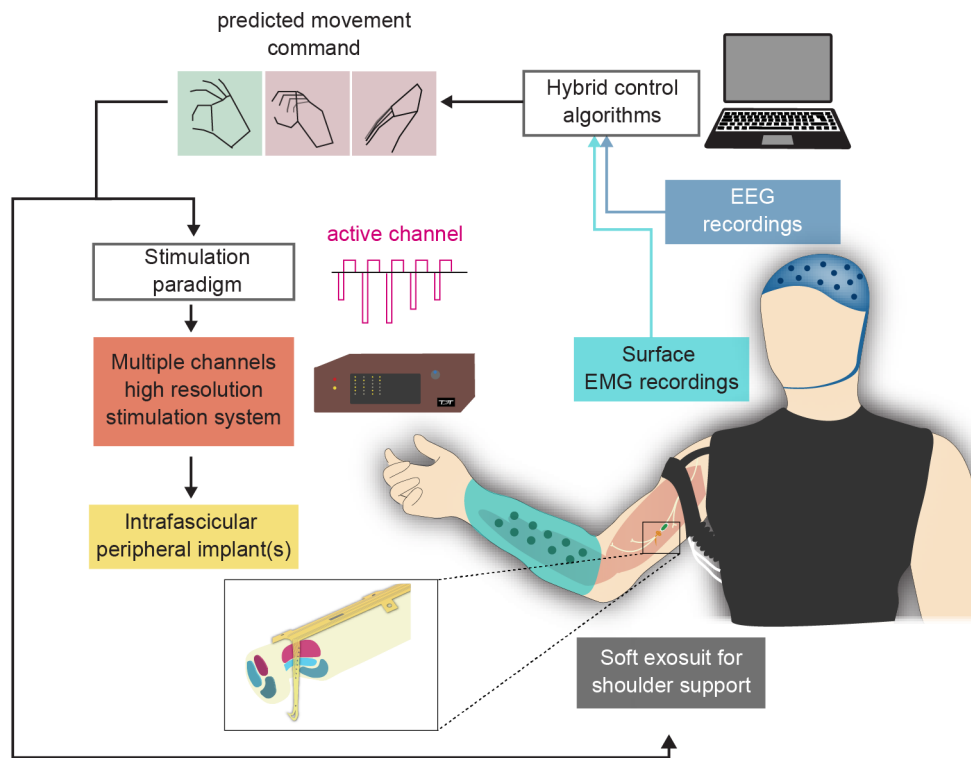 predicted movement
command
Hybrid control
algorithms
EEG
recordings
active channel
Stimulation
paradigm
Surface
EMG recordings
Multiple channels
high resolution
stimulation system
Intrafascicular
peripheral implant(s)
Soft exosuit for
shoulder support